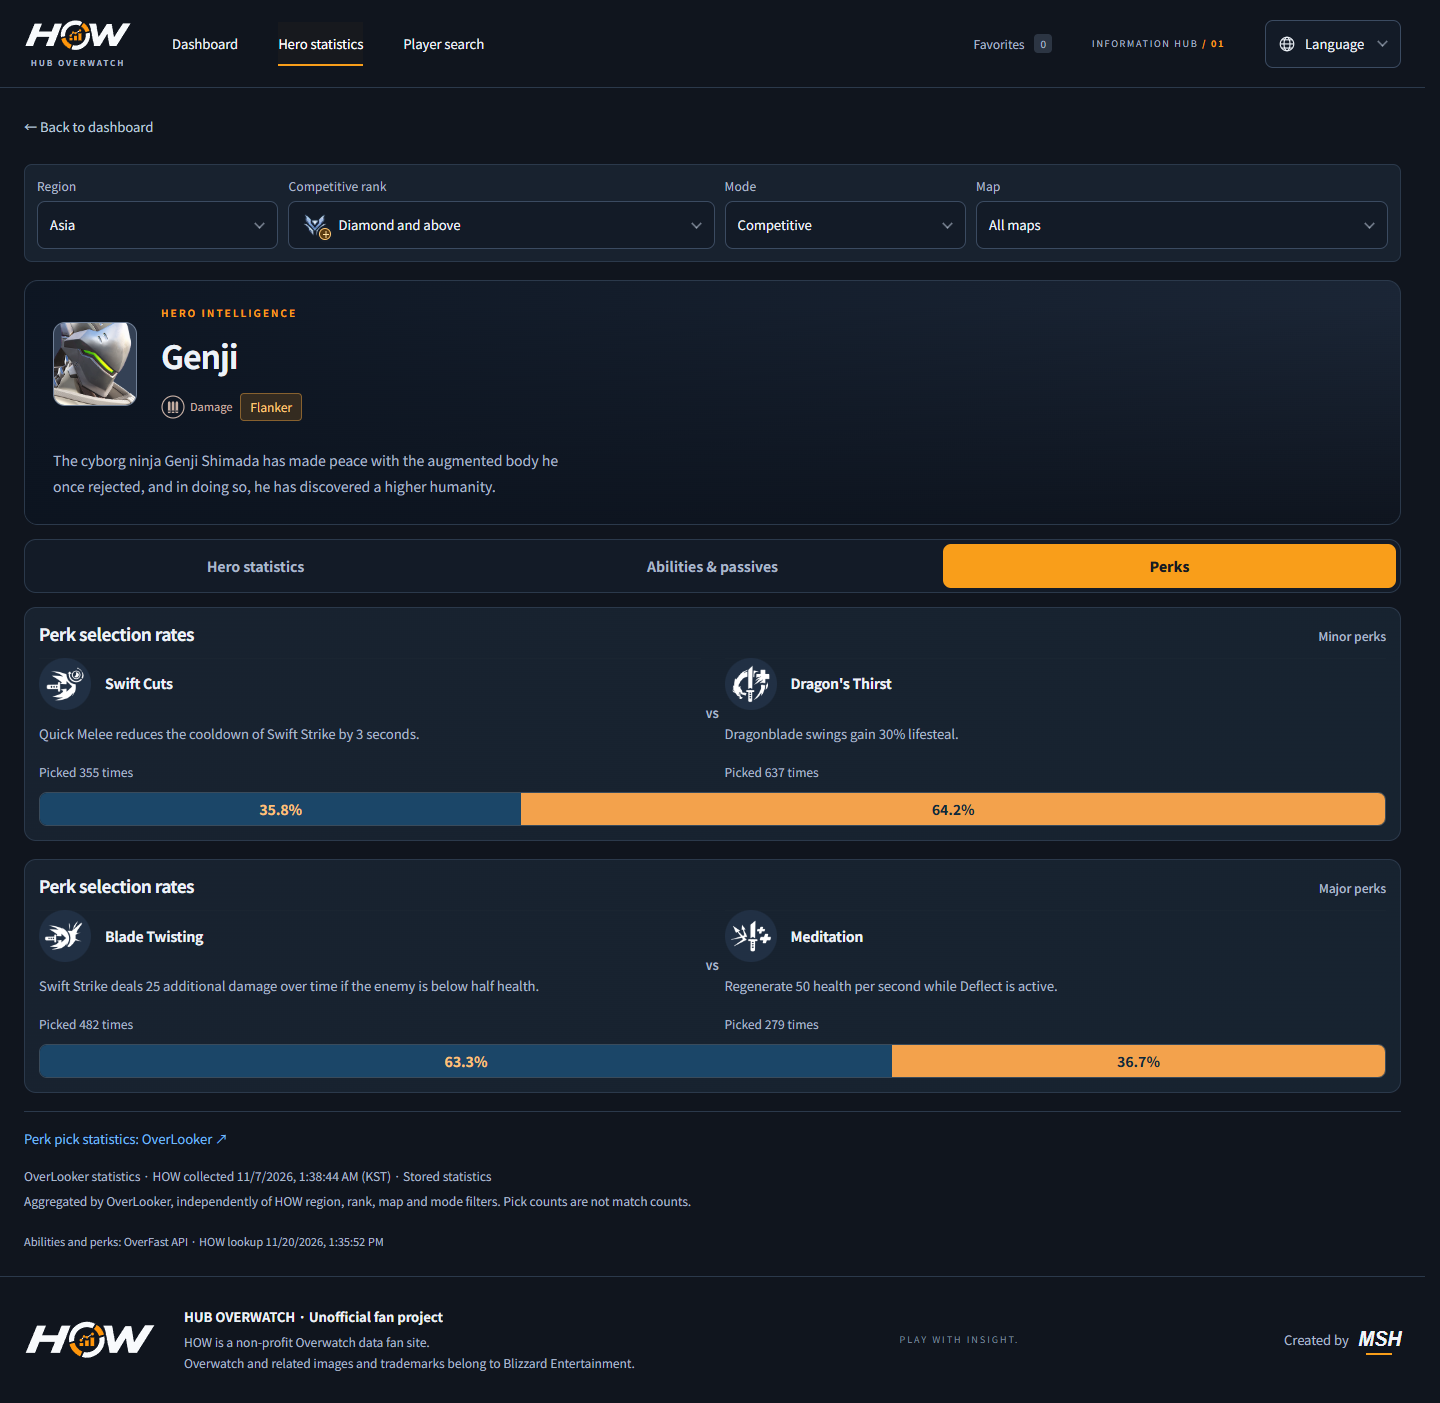 HOW
HUB OVERWATCH
Dashboard
Hero statistics
Player search
Favorites 0
INFORMATION HUB / 01
Language
← Back to dashboard
Region
Competitive rank
Mode
Map
Asia
Diamond and above
Competitive
All maps
HERO INTELLIGENCE
Genji
Damage
Flanker
The cyborg ninja Genji Shimada has made peace with the augmented body he
once rejected, and in doing so, he has discovered a higher humanity.
Hero statistics
Abilities & passives
Perks
Perk selection rates
Minor perks
Swift Cuts
Quick Melee reduces the cooldown of Swift Strike by 3 seconds.
Picked 355 times
VS
Dragon's Thirst
Dragonblade swings gain 30% lifesteal.
Picked 637 times
35.8%
64.2%
Perk selection rates
Major perks
Blade Twisting
Swift Strike deals 25 additional damage over time if the enemy is below half health.
Picked 482 times
VS
Meditation
Regenerate 50 health per second while Deflect is active.
Picked 279 times
63.3%
36.7%
Perk pick statistics: OverLooker ↗
OverLooker statistics · HOW collected 11/7/2026, 1:38:44 AM (KST) · Stored statistics
Aggregated by OverLooker, independently of HOW region, rank, map and mode filters. Pick counts are not match counts.
Abilities and perks: OverFast API · HOW lookup 11/20/2026, 1:35:52 PM
HOW
HUB OVERWATCH · Unofficial fan project
HOW is a non-profit Overwatch data fan site.
Overwatch and related images and trademarks belong to Blizzard Entertainment.
PLAY WITH INSIGHT.
Created by MSH